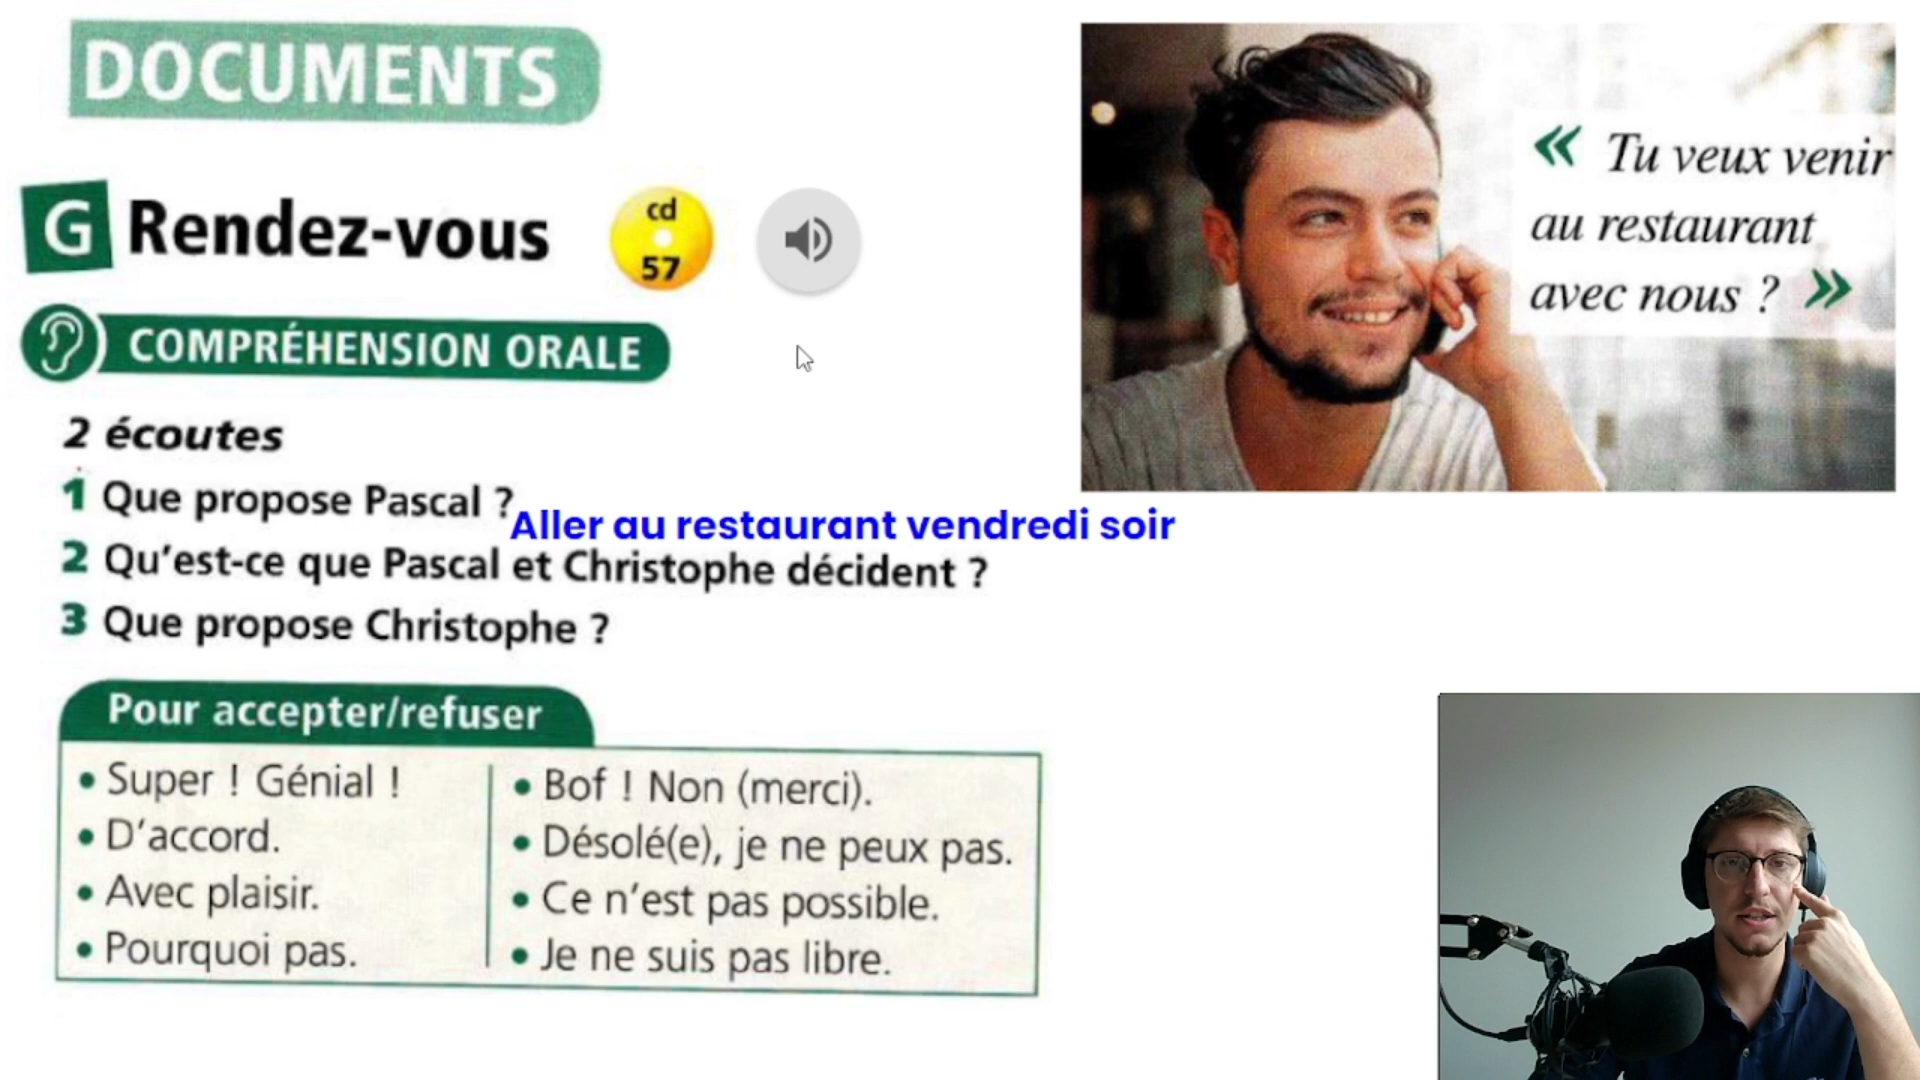 DOCUMENTS
G Rendez-vous
cd
57
COMPRÉHENSION ORALE
2 écoutes
1 Que propose Pascal ?
Aller au restaurant vendredi soir
2 Qu'est-ce que Pascal et Christophe décident ?
3 Que propose Christophe ?
Pour accepter/refuser
• Super ! Génial !
• D'accord.
• Avec plaisir.
• Pourquoi pas.
• Bof ! Non (merci).
• Désolé(e), je ne peux pas.
• Ce n'est pas possible.
• Je ne suis pas libre.
« Tu veux venir
au restaurant
avec nous ? »